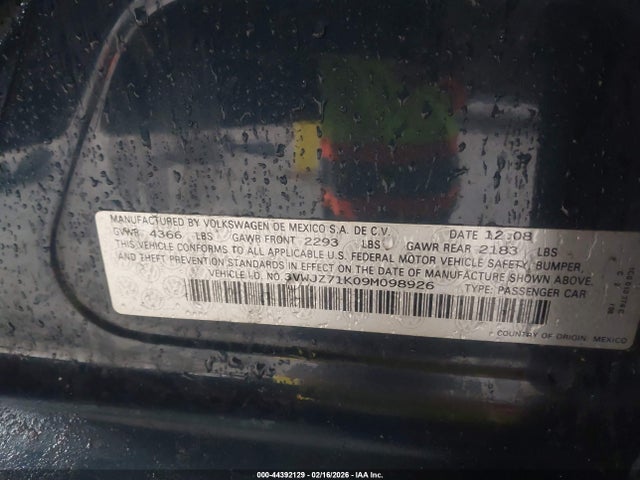 MANUFACTURED BY VOLKSWAGEN DE MEXICO S.A. DE C.V. DATE 12.08
GVWR 4366 LBS GAWR FRONT 2293 LBS GAWR REAR 2183 LBS
THIS VEHICLE CONFORMS TO ALL APPLICABLE U.S. FEDERAL MOTOR VEHICLE SAFETY, BUMPER,
AND THEFT PREVENTION STANDARDS IN EFFECT ON THE DATE OF MANUFACTURE SHOWN ABOVE.
VEHICLE I.D. NO.: 3VWJZ71K09M098926 TYPE: PASSENGER CAR
COUNTRY OF ORIGIN: MEXICO
000-44392129 - 02/16/2026 - IAA Inc.